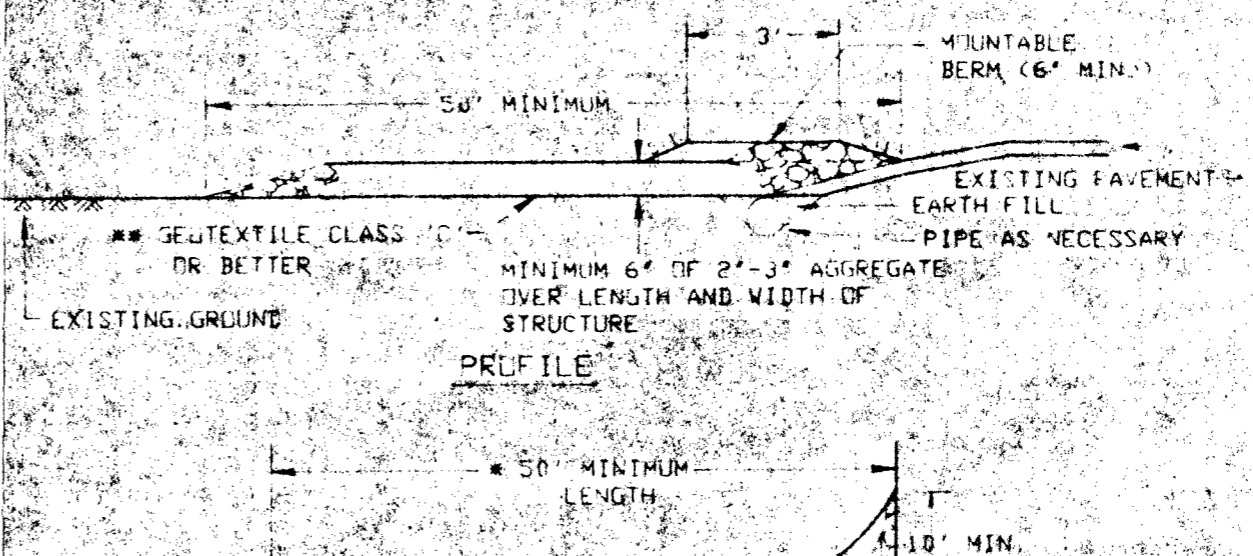 3'
MOUNTABLE
BERM (6" MIN.)
50' MINIMUM
EXISTING PAVEMENT
EARTH FILL
PIPE AS NECESSARY
** GEOTEXTILE CLASS 'C'
OR BETTER
MINIMUM 6" OF 2"-3" AGGREGATE
OVER LENGTH AND WIDTH OF
STRUCTURE
EXISTING GROUND
PROFILE
* 50' MINIMUM
LENGTH
10' MIN.